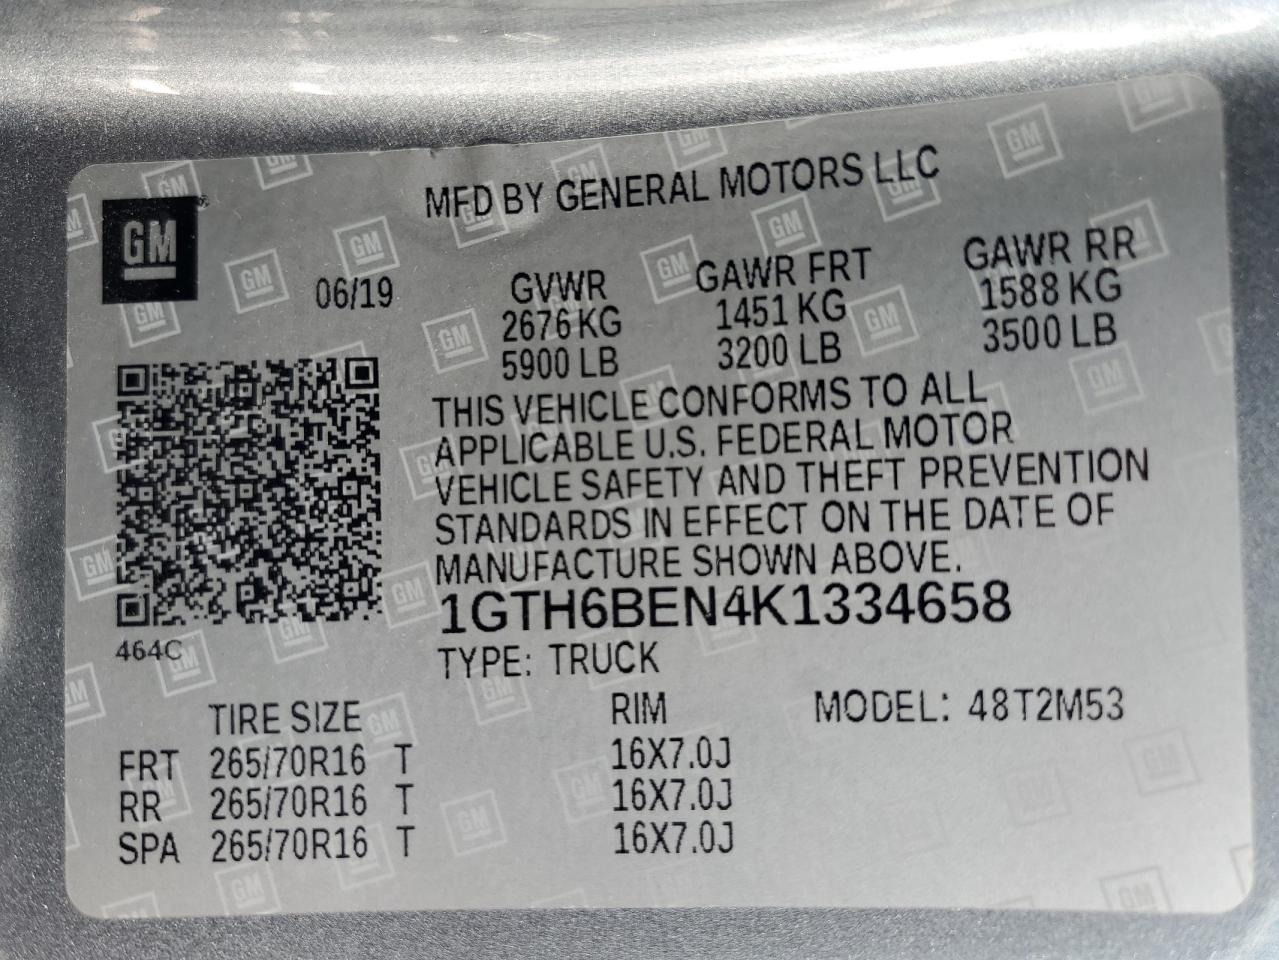 MFD BY GENERAL MOTORS LLC
GM
06/19
GVWR GAWR FRT GAWR RR
2676 KG 1451 KG 1588 KG
5900 LB 3200 LB 3500 LB
THIS VEHICLE CONFORMS TO ALL
APPLICABLE U.S. FEDERAL MOTOR
VEHICLE SAFETY AND THEFT PREVENTION
STANDARDS IN EFFECT ON THE DATE OF
MANUFACTURE SHOWN ABOVE.
1GTH6BEN4K1334658
464C
TYPE: TRUCK
TIRE SIZE RIM MODEL: 48T2M53
FRT 265/70R16 T 16X7.0J
RR 265/70R16 T 16X7.0J
SPA 265/70R16 T 16X7.0J